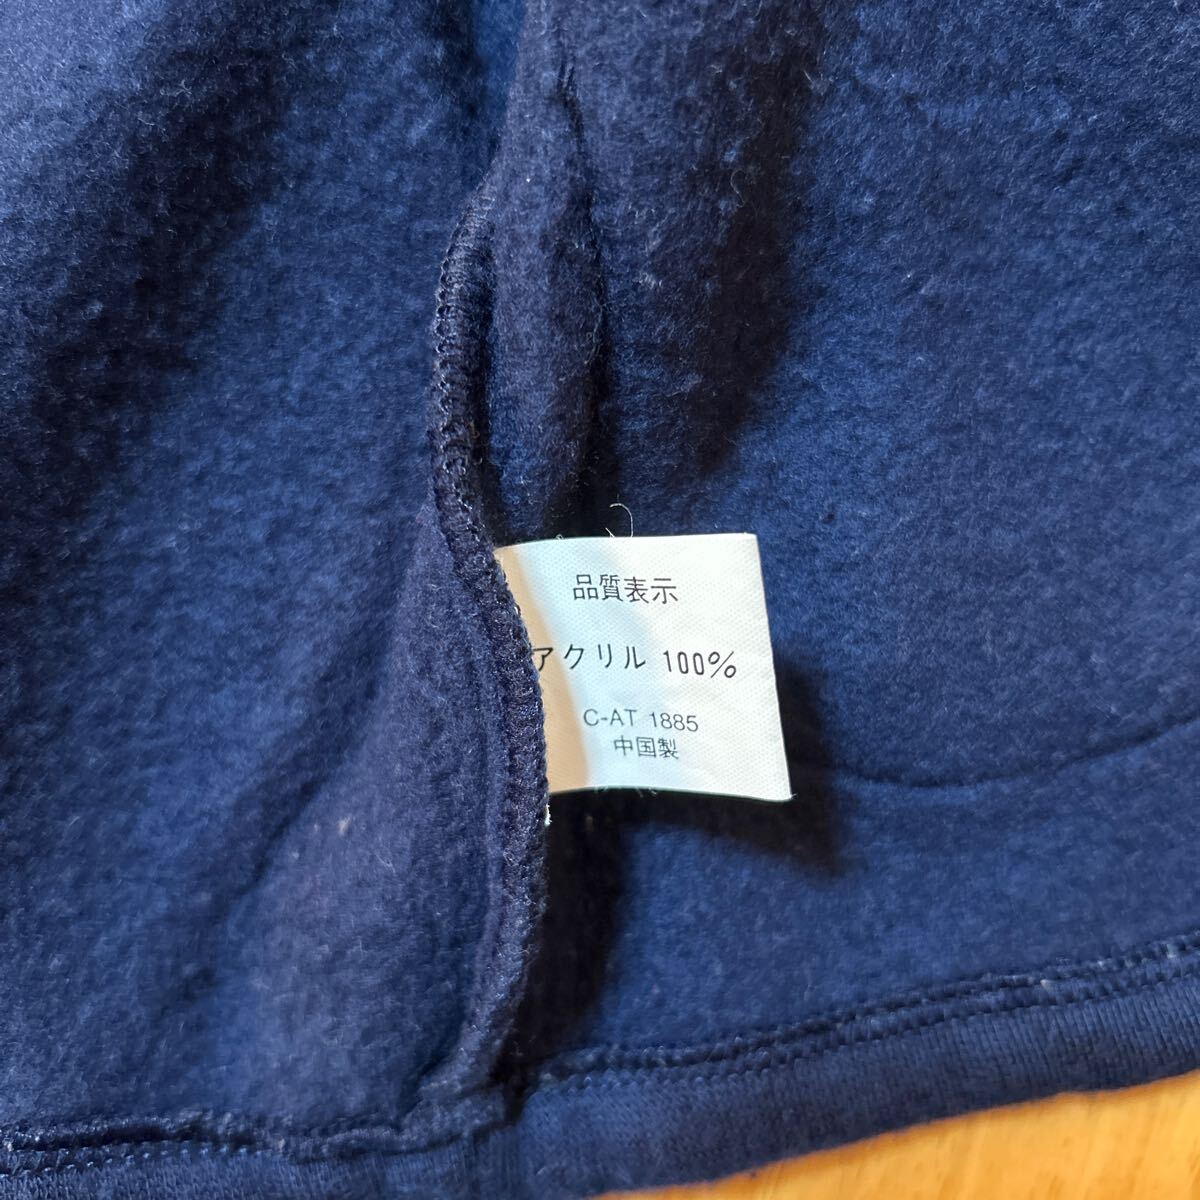 品質表示
アクリル 100%
C-AT 1885
中国製